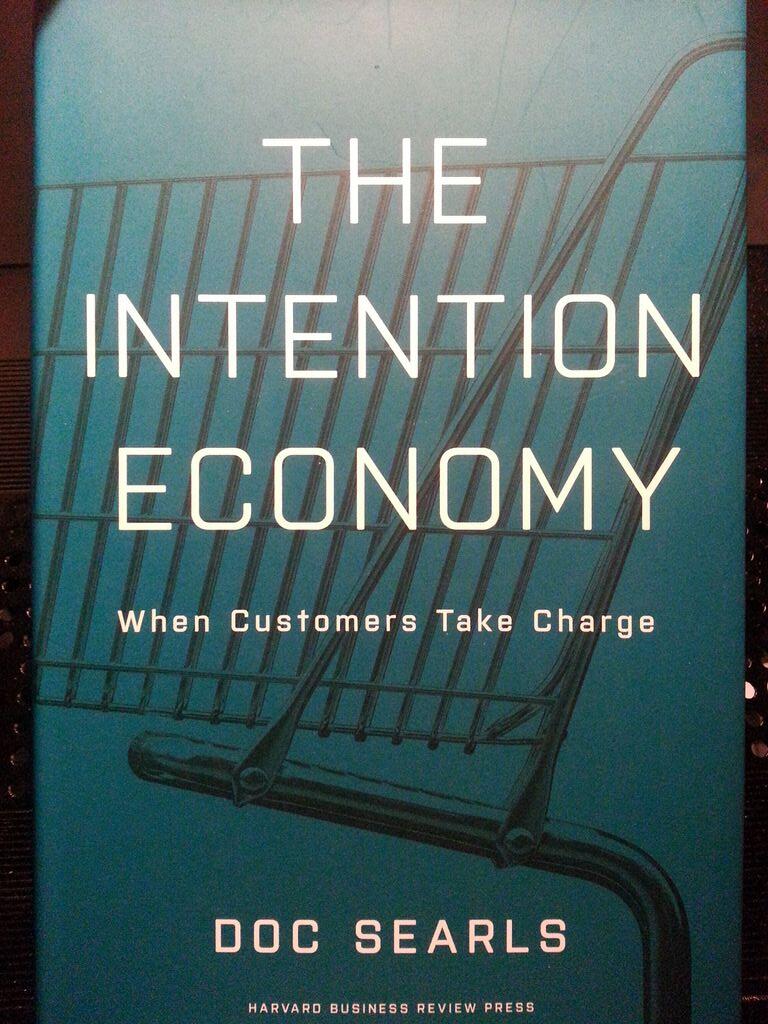 THE
INTENTION
ECONOMY
When Customers Take Charge
DOC SEARLS
HARVARD BUSINESS REVIEW PRESS